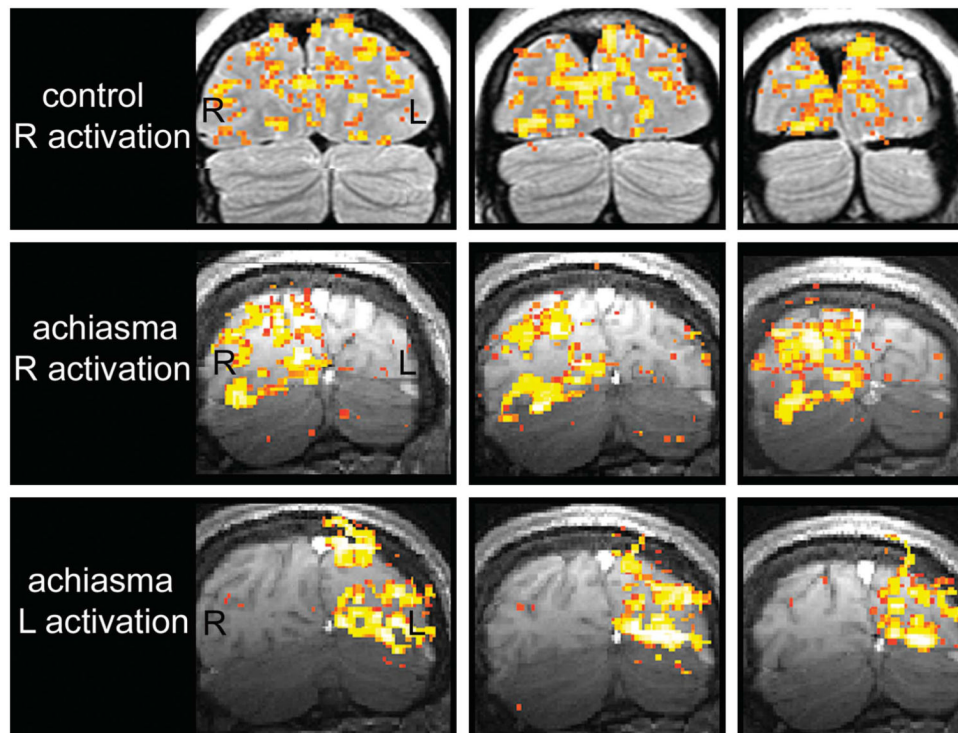 control
R activation
R
L
achiasma
R activation
R
L
achiasma
L activation
R
L